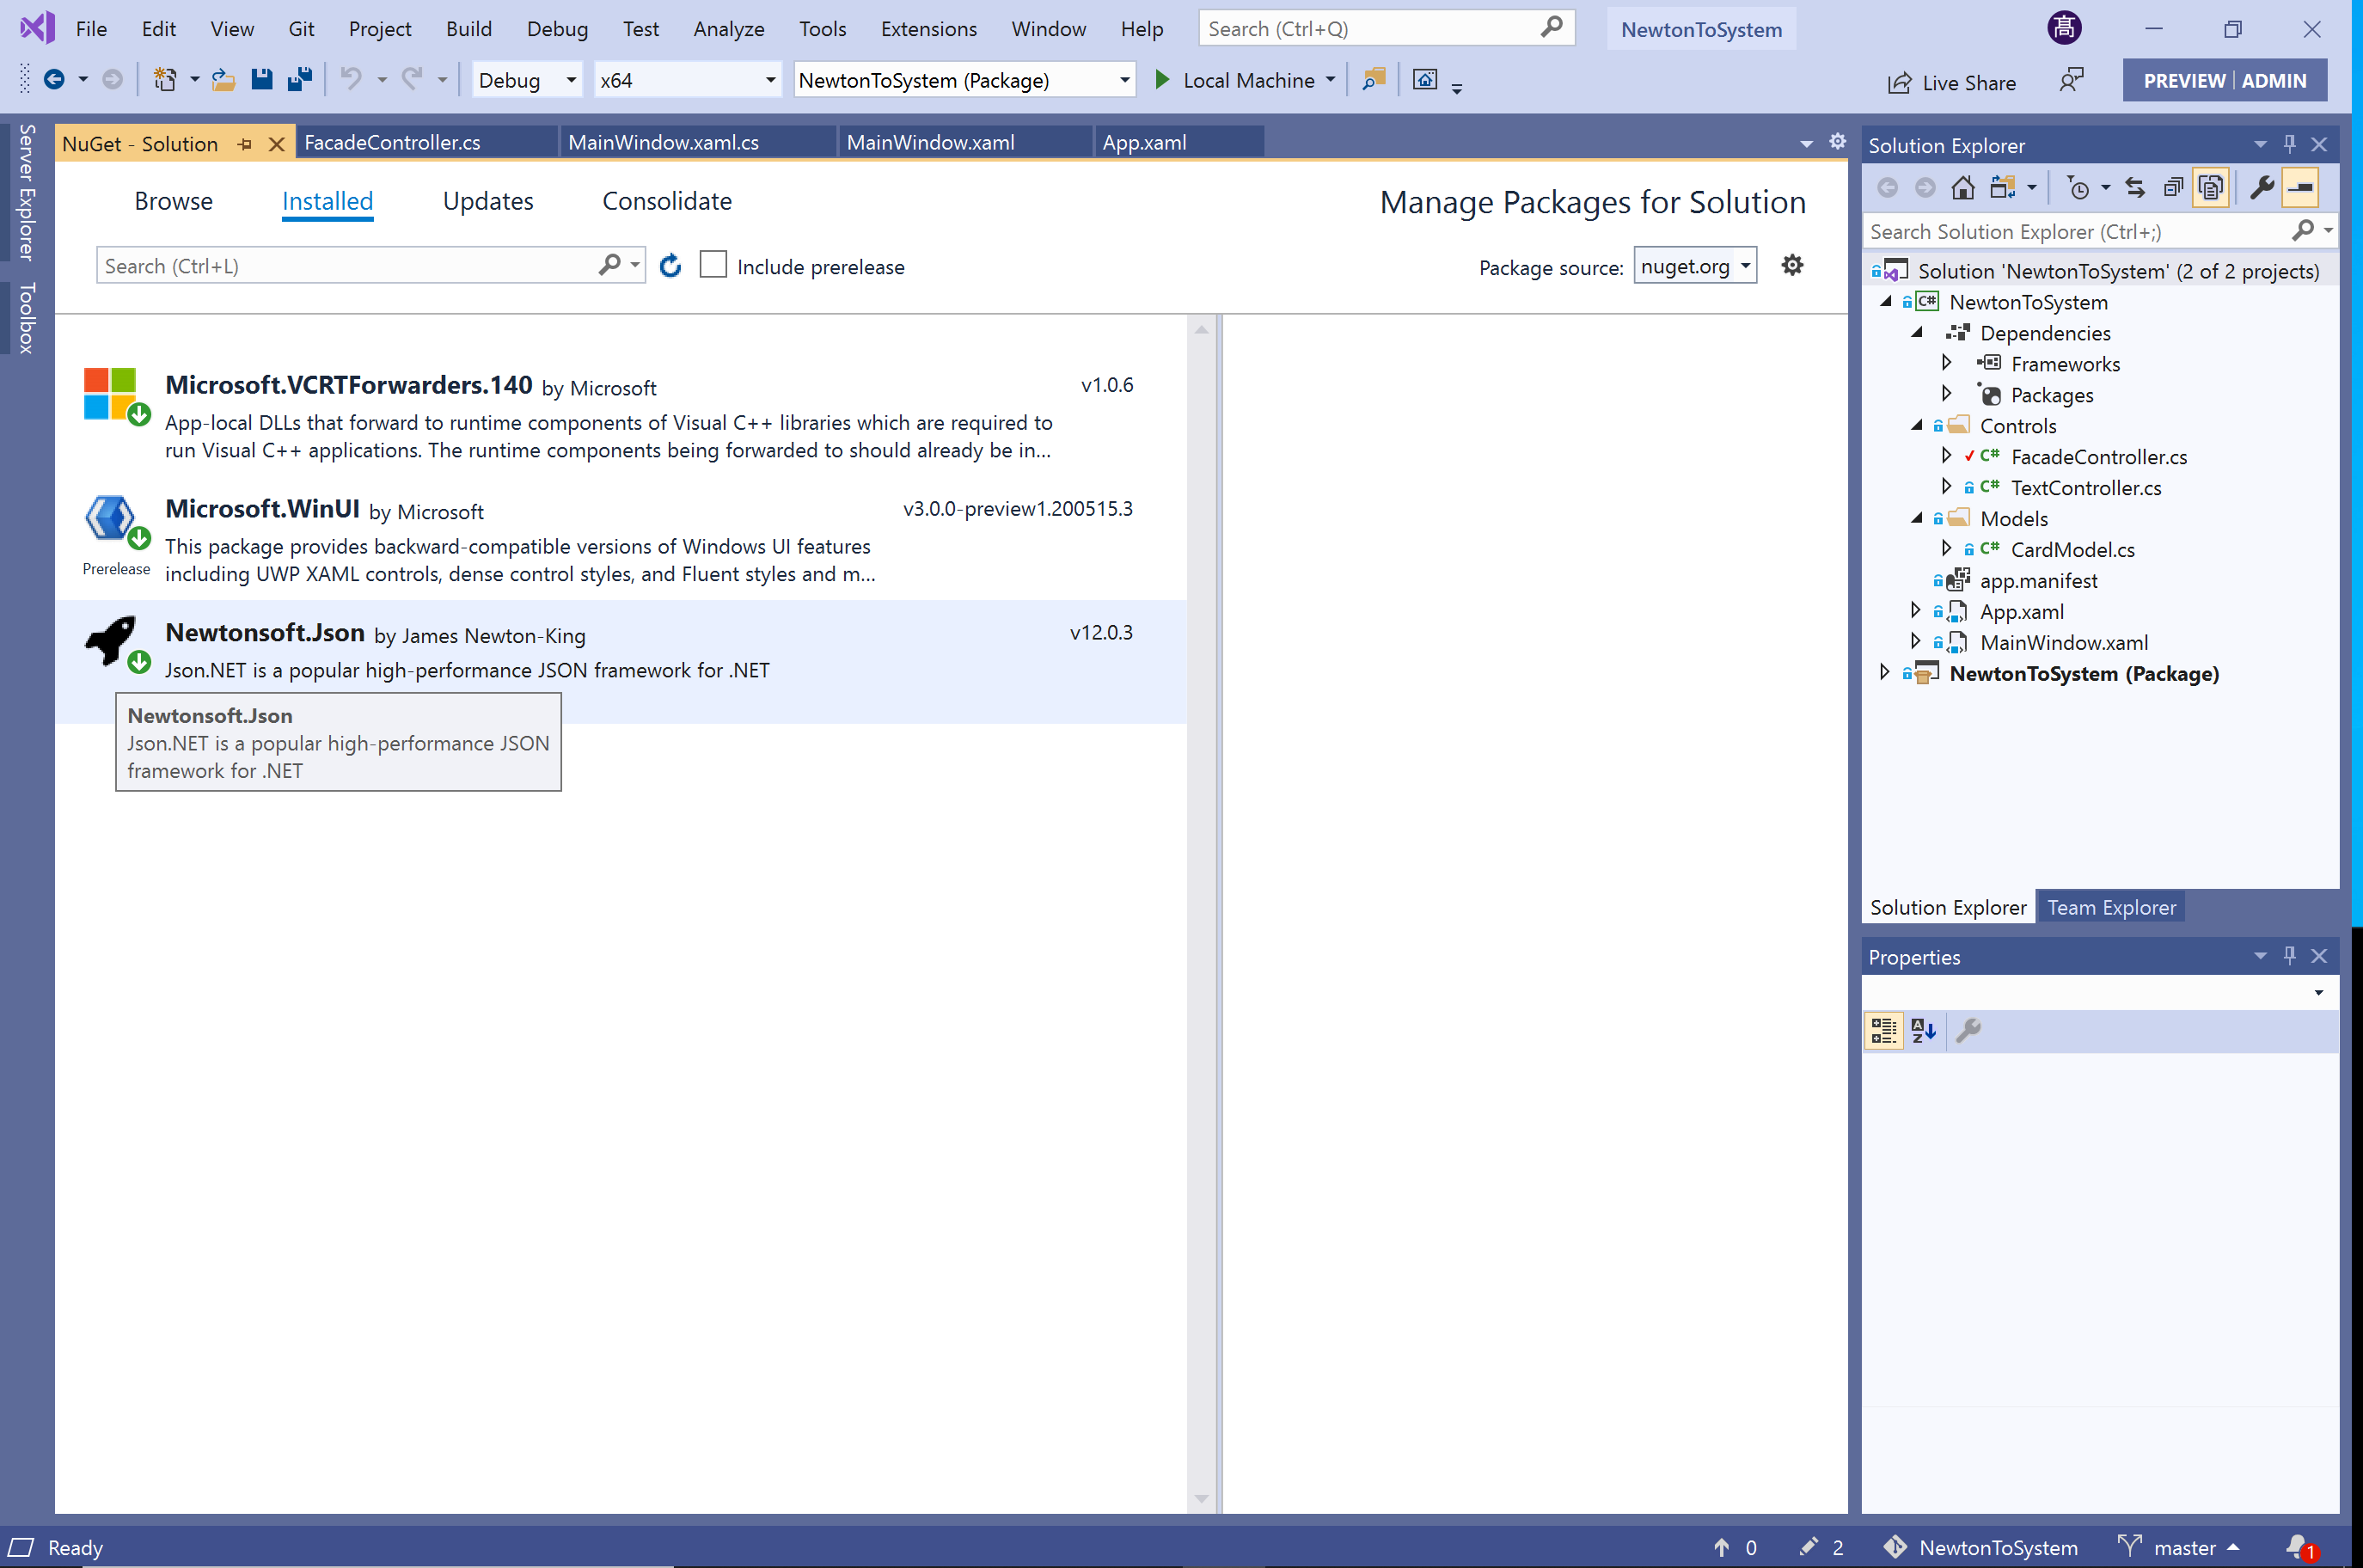 File Edit View Git Project Build Debug Test Analyze Tools Extensions Window Help Search (Ctrl+Q) NewtonToSystem 髙
Debug x64 NewtonToSystem (Package) Local Machine Live Share PREVIEW ADMIN
Server Explorer
Toolbox
NuGet - Solution FacadeController.cs MainWindow.xaml.cs MainWindow.xaml App.xaml
Browse Installed Updates Consolidate Manage Packages for Solution
Search (Ctrl+L) Include prerelease Package source: nuget.org
Microsoft.VCRTForwarders.140 by Microsoft v1.0.6
App-local DLLs that forward to runtime components of Visual C++ libraries which are required to
run Visual C++ applications. The runtime components being forwarded to should already be in...
Microsoft.WinUI by Microsoft v3.0.0-preview1.200515.3
This package provides backward-compatible versions of Windows UI features
Prerelease including UWP XAML controls, dense control styles, and Fluent styles and m...
Newtonsoft.Json by James Newton-King v12.0.3
Json.NET is a popular high-performance JSON framework for .NET
Newtonsoft.Json
Json.NET is a popular high-performance JSON
framework for .NET
Solution Explorer
Search Solution Explorer (Ctrl+;)
Solution 'NewtonToSystem' (2 of 2 projects)
C# NewtonToSystem
Dependencies
Frameworks
Packages
Controls
C# FacadeController.cs
C# TextController.cs
Models
C# CardModel.cs
app.manifest
App.xaml
MainWindow.xaml
NewtonToSystem (Package)
Solution Explorer Team Explorer
Properties
A
Z
Ready 0 2 NewtonToSystem master 1